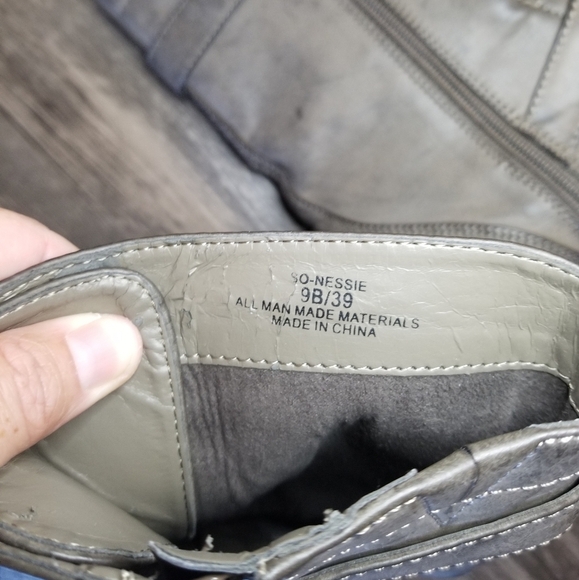 SO-NESSIE
9B/39
ALL MAN MADE MATERIALS
MADE IN CHINA